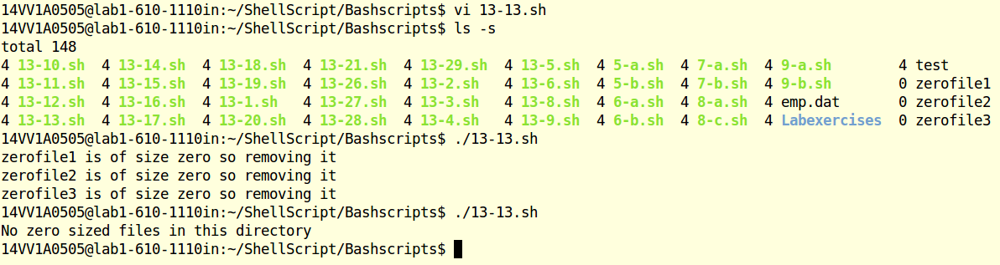 14VV1A0505@lab1-610-1110in:~/ShellScript/Bashscripts$ vi 13-13.sh
14VV1A0505@lab1-610-1110in:~/ShellScript/Bashscripts$ ls -s
total 148
4 13-10.sh  4 13-14.sh  4 13-18.sh  4 13-21.sh  4 13-29.sh  4 13-5.sh  4 5-a.sh  4 7-a.sh  4 9-a.sh        4 test
4 13-11.sh  4 13-15.sh  4 13-19.sh  4 13-26.sh  4 13-2.sh   4 13-6.sh  4 5-b.sh  4 7-b.sh  4 9-b.sh        0 zerofile1
4 13-12.sh  4 13-16.sh  4 13-1.sh   4 13-27.sh  4 13-3.sh   4 13-8.sh  4 6-a.sh  4 8-a.sh  4 emp.dat       0 zerofile2
4 13-13.sh  4 13-17.sh  4 13-20.sh  4 13-28.sh  4 13-4.sh   4 13-9.sh  4 6-b.sh  4 8-c.sh  4 Labexercises  0 zerofile3
14VV1A0505@lab1-610-1110in:~/ShellScript/Bashscripts$ ./13-13.sh
zerofile1 is of size zero so removing it
zerofile2 is of size zero so removing it
zerofile3 is of size zero so removing it
14VV1A0505@lab1-610-1110in:~/ShellScript/Bashscripts$ ./13-13.sh
No zero sized files in this directory
14VV1A0505@lab1-610-1110in:~/ShellScript/Bashscripts$